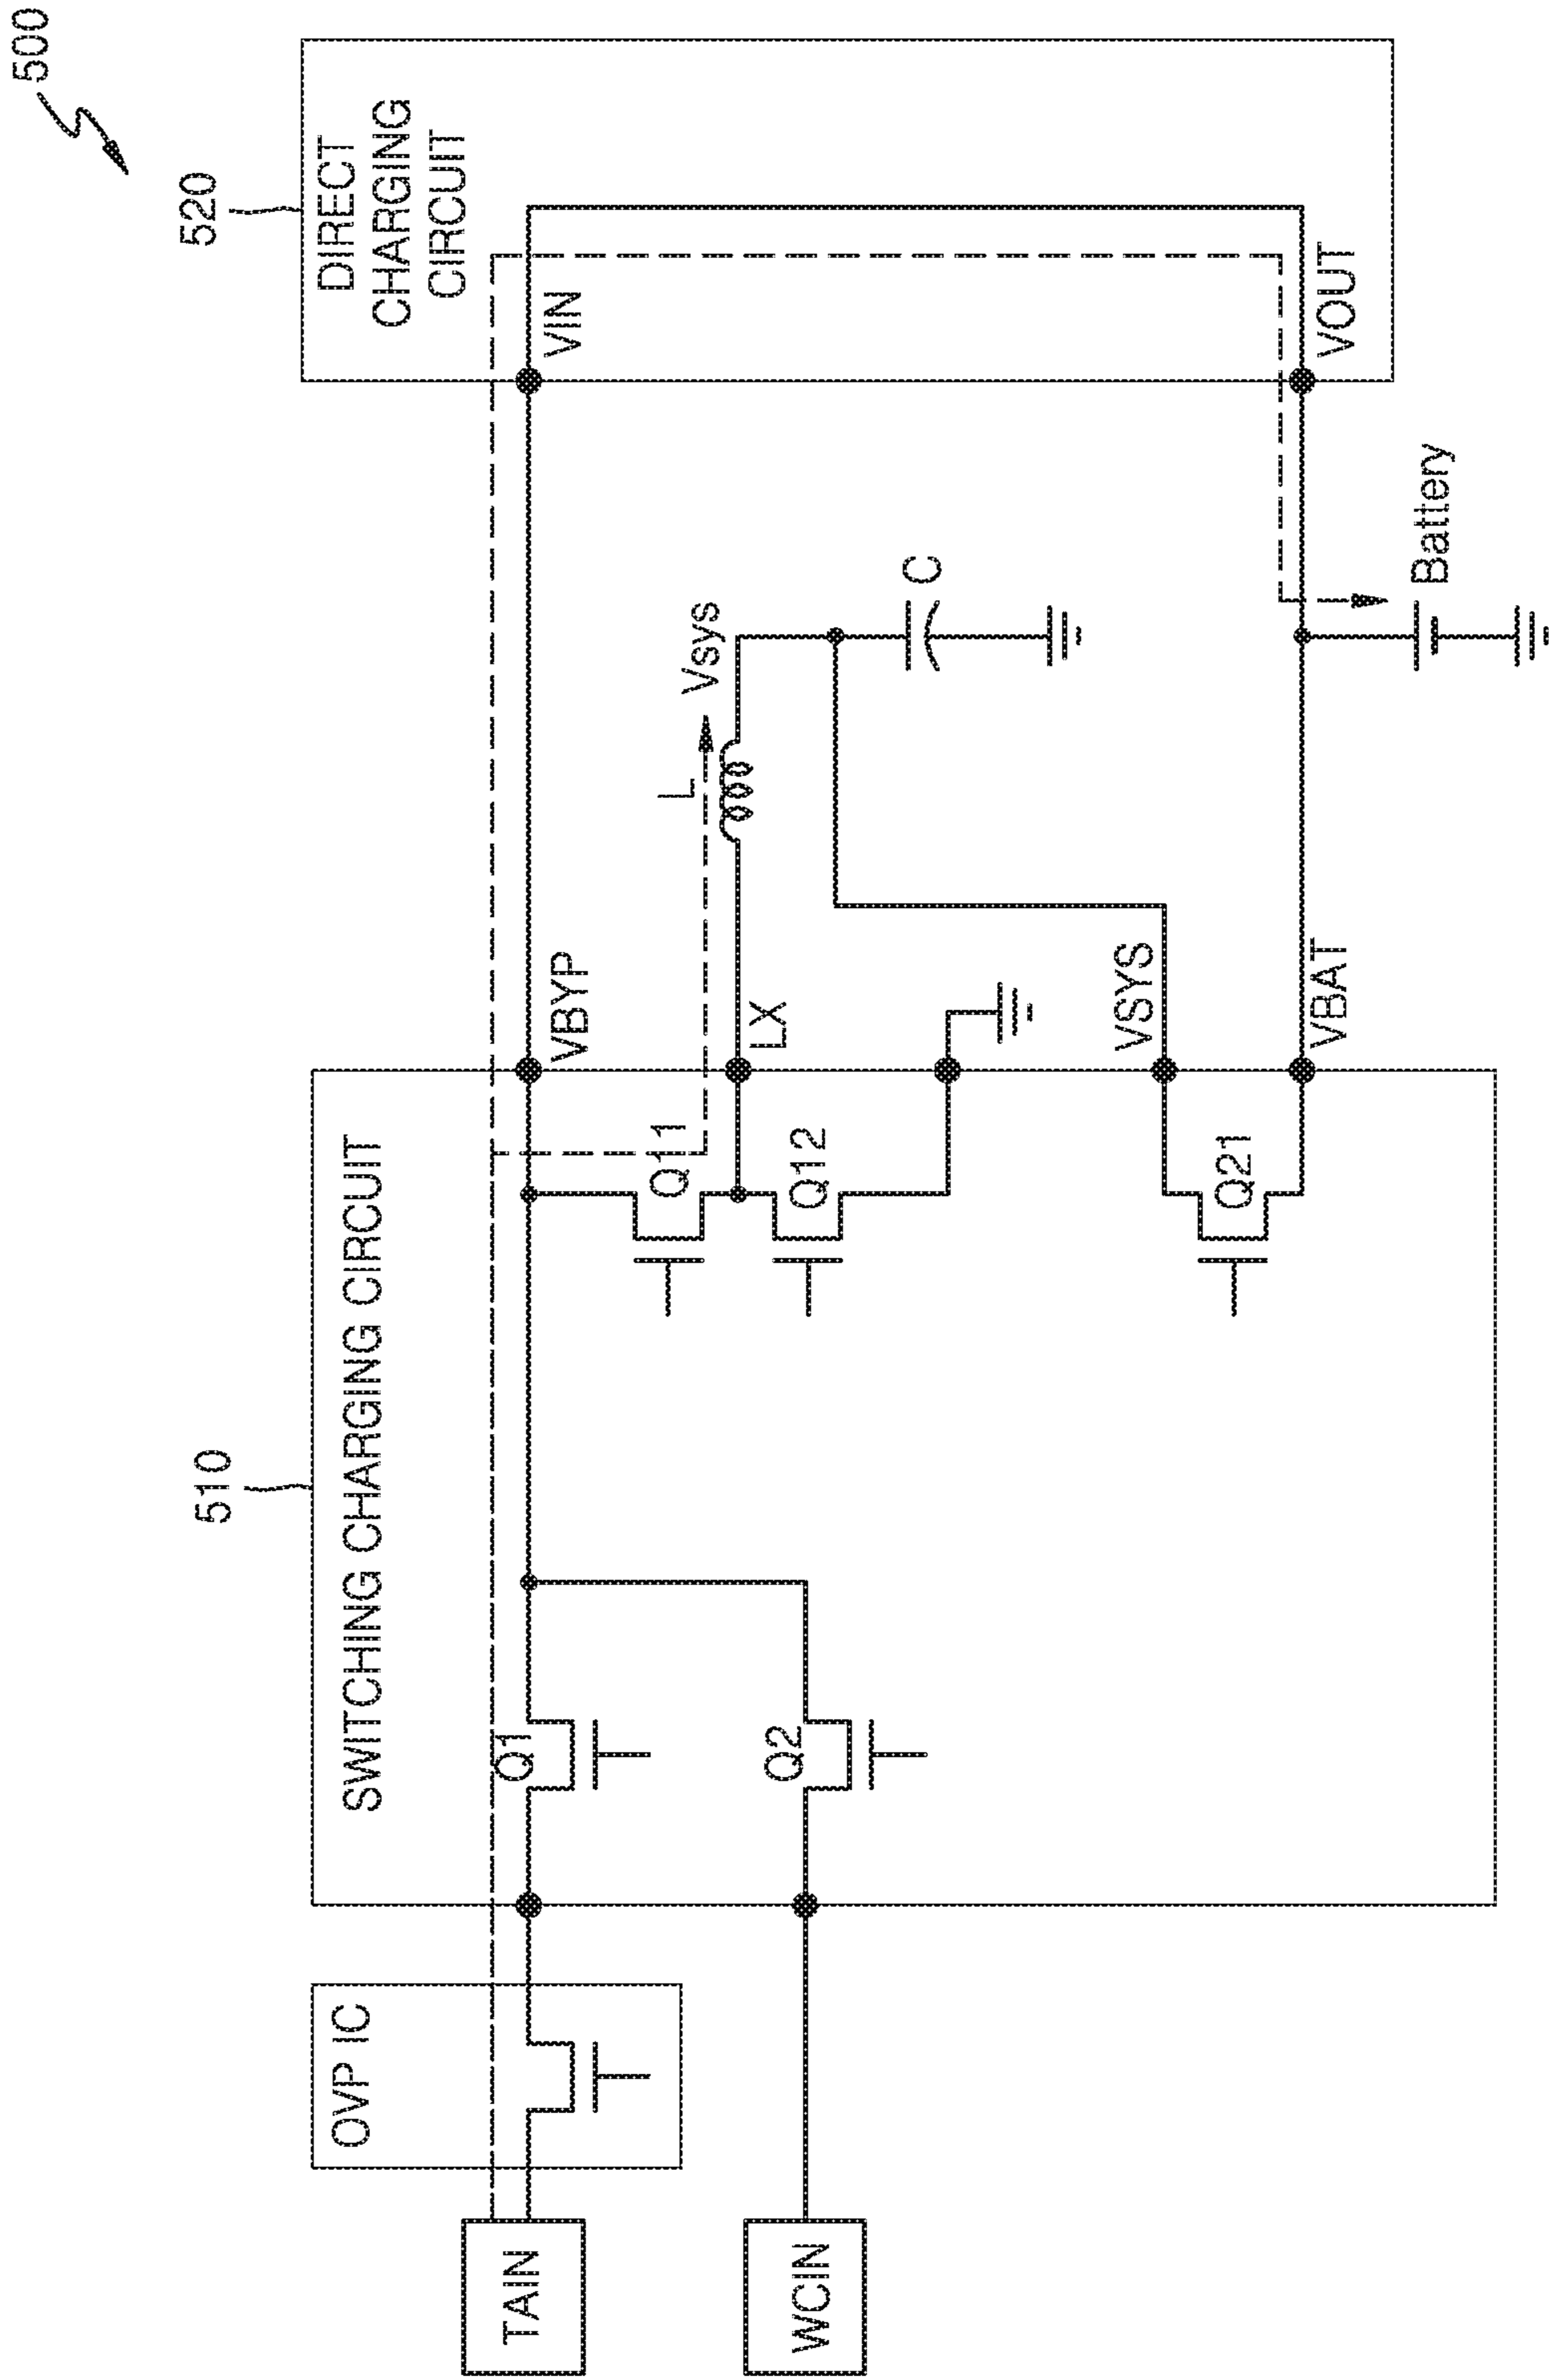 500
520
DIRECT
CHARGING
CIRCUIT
VIN
VOUT
510
SWITCHING CHARGING CIRCUIT
OVP IC
TAIN
WCIN
Q1
Q2
Q11
Q12
Q21
VBYP
LX
VSYS
VBAT
L
Vsys
C
Battery